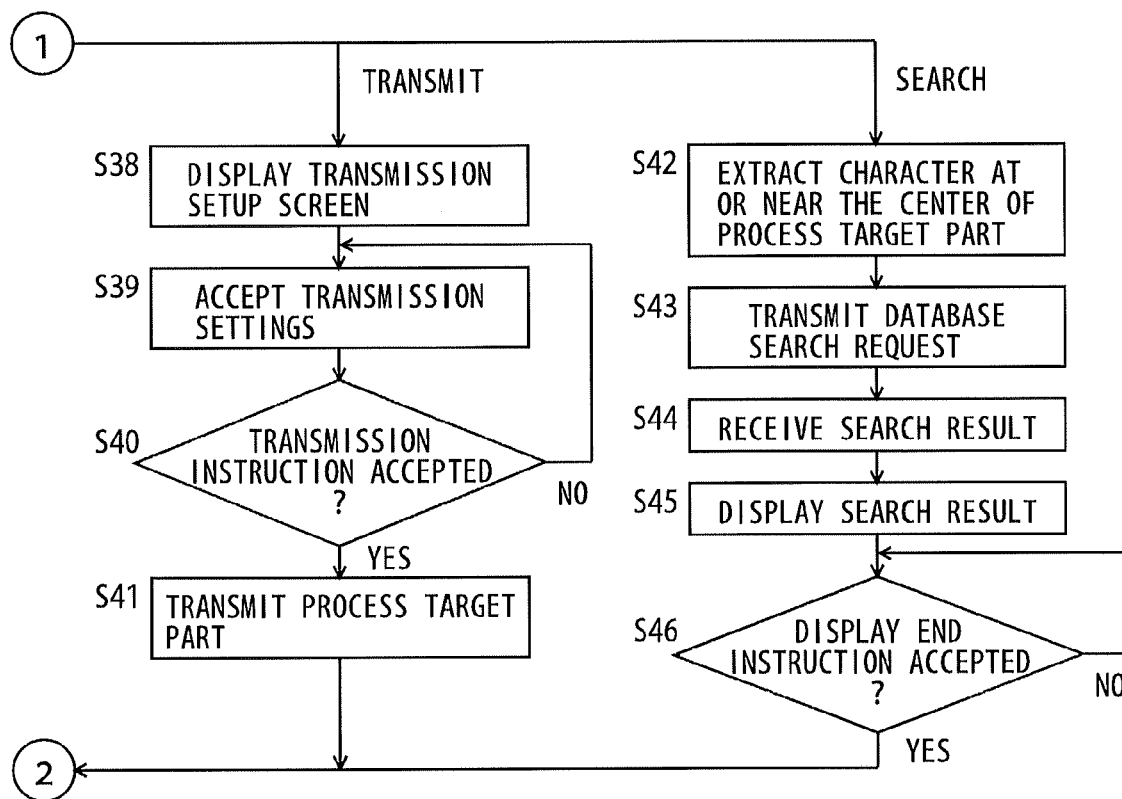 1
TRANSMIT
SEARCH
S38
DISPLAY TRANSMISSION
SETUP SCREEN
S39
ACCEPT TRANSMISSION
SETTINGS
S40
TRANSMISSION
INSTRUCTION ACCEPTED
?
NO
YES
S41
TRANSMIT PROCESS TARGET
PART
S42
EXTRACT CHARACTER AT
OR NEAR THE CENTER OF
PROCESS TARGET PART
S43
TRANSMIT DATABASE
SEARCH REQUEST
S44
RECEIVE SEARCH RESULT
S45
DISPLAY SEARCH RESULT
S46
DISPLAY END
INSTRUCTION ACCEPTED
?
NO
YES
2